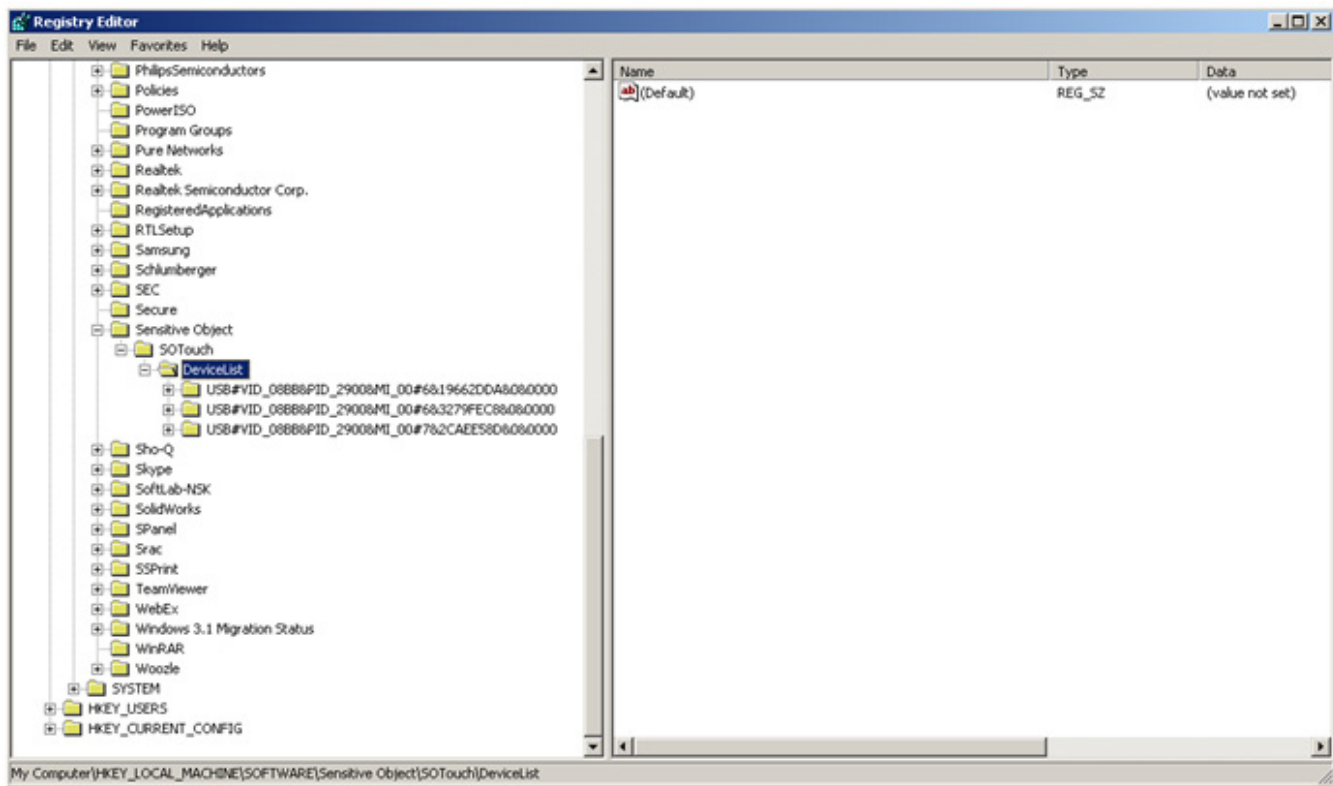 Registry Editor
File Edit View Favorites Help
PhilipsSemiconductors
Policies
PowerISO
Program Groups
Pure Networks
Realtek
Realtek Semiconductor Corp.
RegisteredApplications
RTLSetup
Samsung
Schlumberger
SEC
Secure
Sensitive Object
SOTouch
DeviceList
USB#VID_08BB&PID_2900&MI_00#6&19662DDA&0&0000
USB#VID_08BB&PID_2900&MI_00#6&3279FEC8&0&0000
USB#VID_08BB&PID_2900&MI_00#7&2CAEE58D&0&0000
Sho-Q
Skype
SoftLab-NSK
SolidWorks
SPanel
Srac
SSPrint
TeamViewer
WebEx
Windows 3.1 Migration Status
WinRAR
Woozle
SYSTEM
HKEY_USERS
HKEY_CURRENT_CONFIG
Name Type Data
ab (Default) REG_SZ (value not set)
My Computer\HKEY_LOCAL_MACHINE\SOFTWARE\Sensitive Object\SOTouch\DeviceList